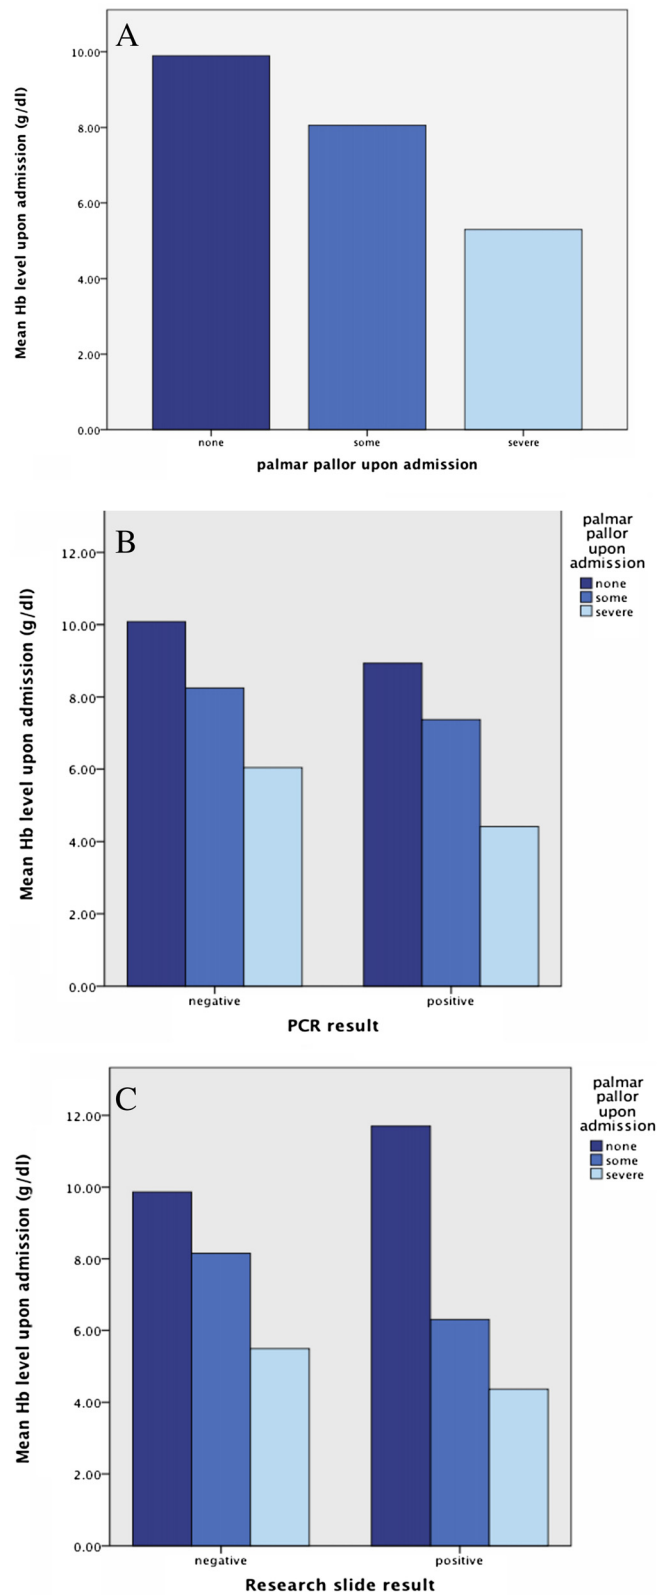 A
Mean Hb level upon admission (g/dl)
10.00
8.00
6.00
4.00
2.00
0.00
none some severe
palmar pallor upon admission
B
Mean Hb level upon admission (g/dl)
12.00
10.00
8.00
6.00
4.00
2.00
0.00
negative positive
PCR result
palmar
pallor
upon
admission
none
some
severe
C
Mean Hb level upon admission (g/dl)
12.00
10.00
8.00
6.00
4.00
2.00
0.00
negative positive
Research slide result
palmar
pallor
upon
admission
none
some
severe